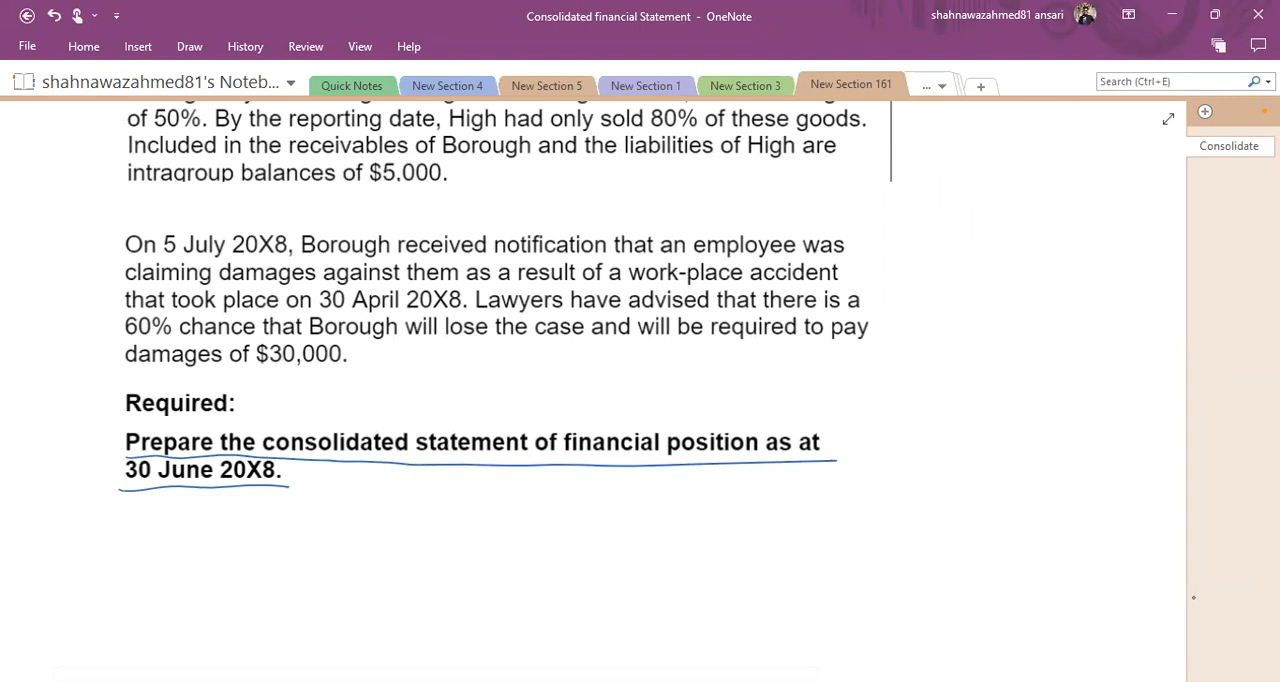 Consolidated financial Statement - OneNote
shahnawazahmed81 ansari
File Home Insert Draw History Review View Help
shahnawazahmed81's Noteb...
Quick Notes New Section 4 New Section 5 New Section 1 New Section 3 New Section 161 ...
Search (Ctrl+E)
Consolidate
of 50%. By the reporting date, High had only sold 80% of these goods.
Included in the receivables of Borough and the liabilities of High are
intragroup balances of $5,000.
On 5 July 20X8, Borough received notification that an employee was
claiming damages against them as a result of a work-place accident
that took place on 30 April 20X8. Lawyers have advised that there is a
60% chance that Borough will lose the case and will be required to pay
damages of $30,000.
Required:
Prepare the consolidated statement of financial position as at
30 June 20X8.